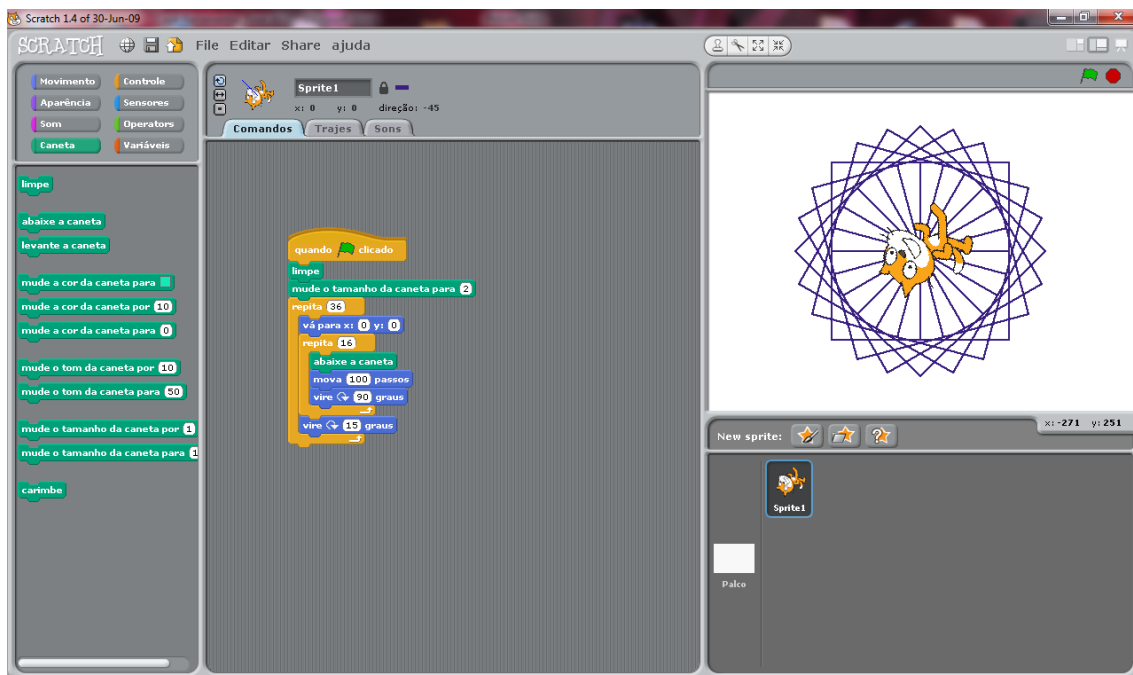 Scratch 1.4 of 30-Jun-09
SCRATCH File Editar Share ajuda
Movimento Controle
Aparência Sensores
Som Operators
Caneta Variáveis
limpe
abaixe a caneta
levante a caneta
mude a cor da caneta para
mude a cor da caneta por 10
mude a cor da caneta para 0
mude o tom da caneta por 10
mude o tom da caneta para 50
mude o tamanho da caneta por 1
mude o tamanho da caneta para 1
carimbe
Sprite1
x: 0 y: 0 direção: -45
Comandos Trajes Sons
quando clicado
limpe
mude o tamanho da caneta para 2
repita 36
vá para x: 0 y: 0
repita 16
abaixe a caneta
mova 100 passos
vire 90 graus
vire 15 graus
x: -271 y: 251
New sprite:
Sprite1
Palco